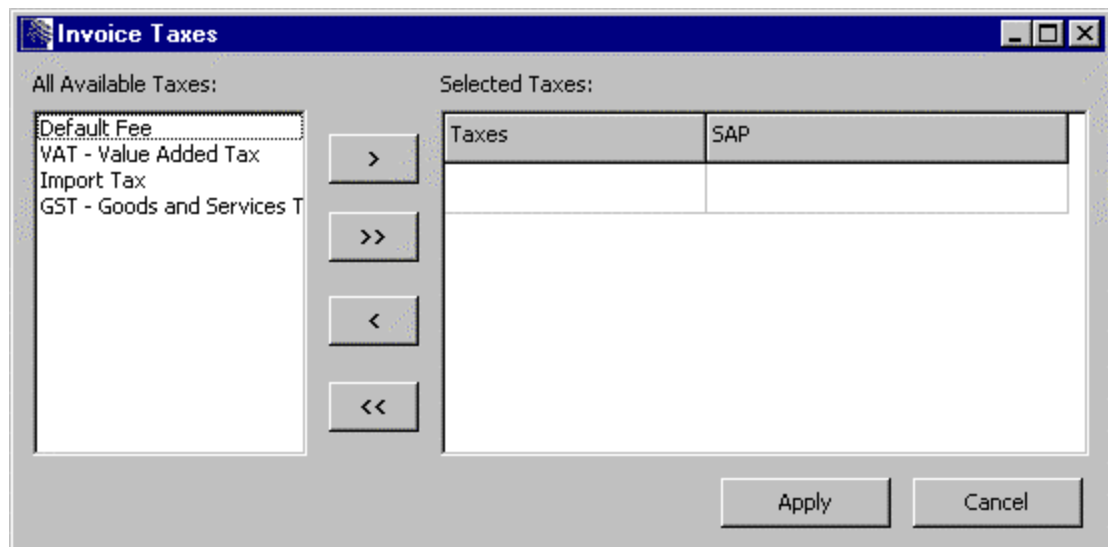 Invoice Taxes
All Available Taxes:
Selected Taxes:
Default Fee
VAT - Value Added Tax
Import Tax
GST - Goods and Services T
>
>>
<
<<
Taxes SAP
Apply Cancel